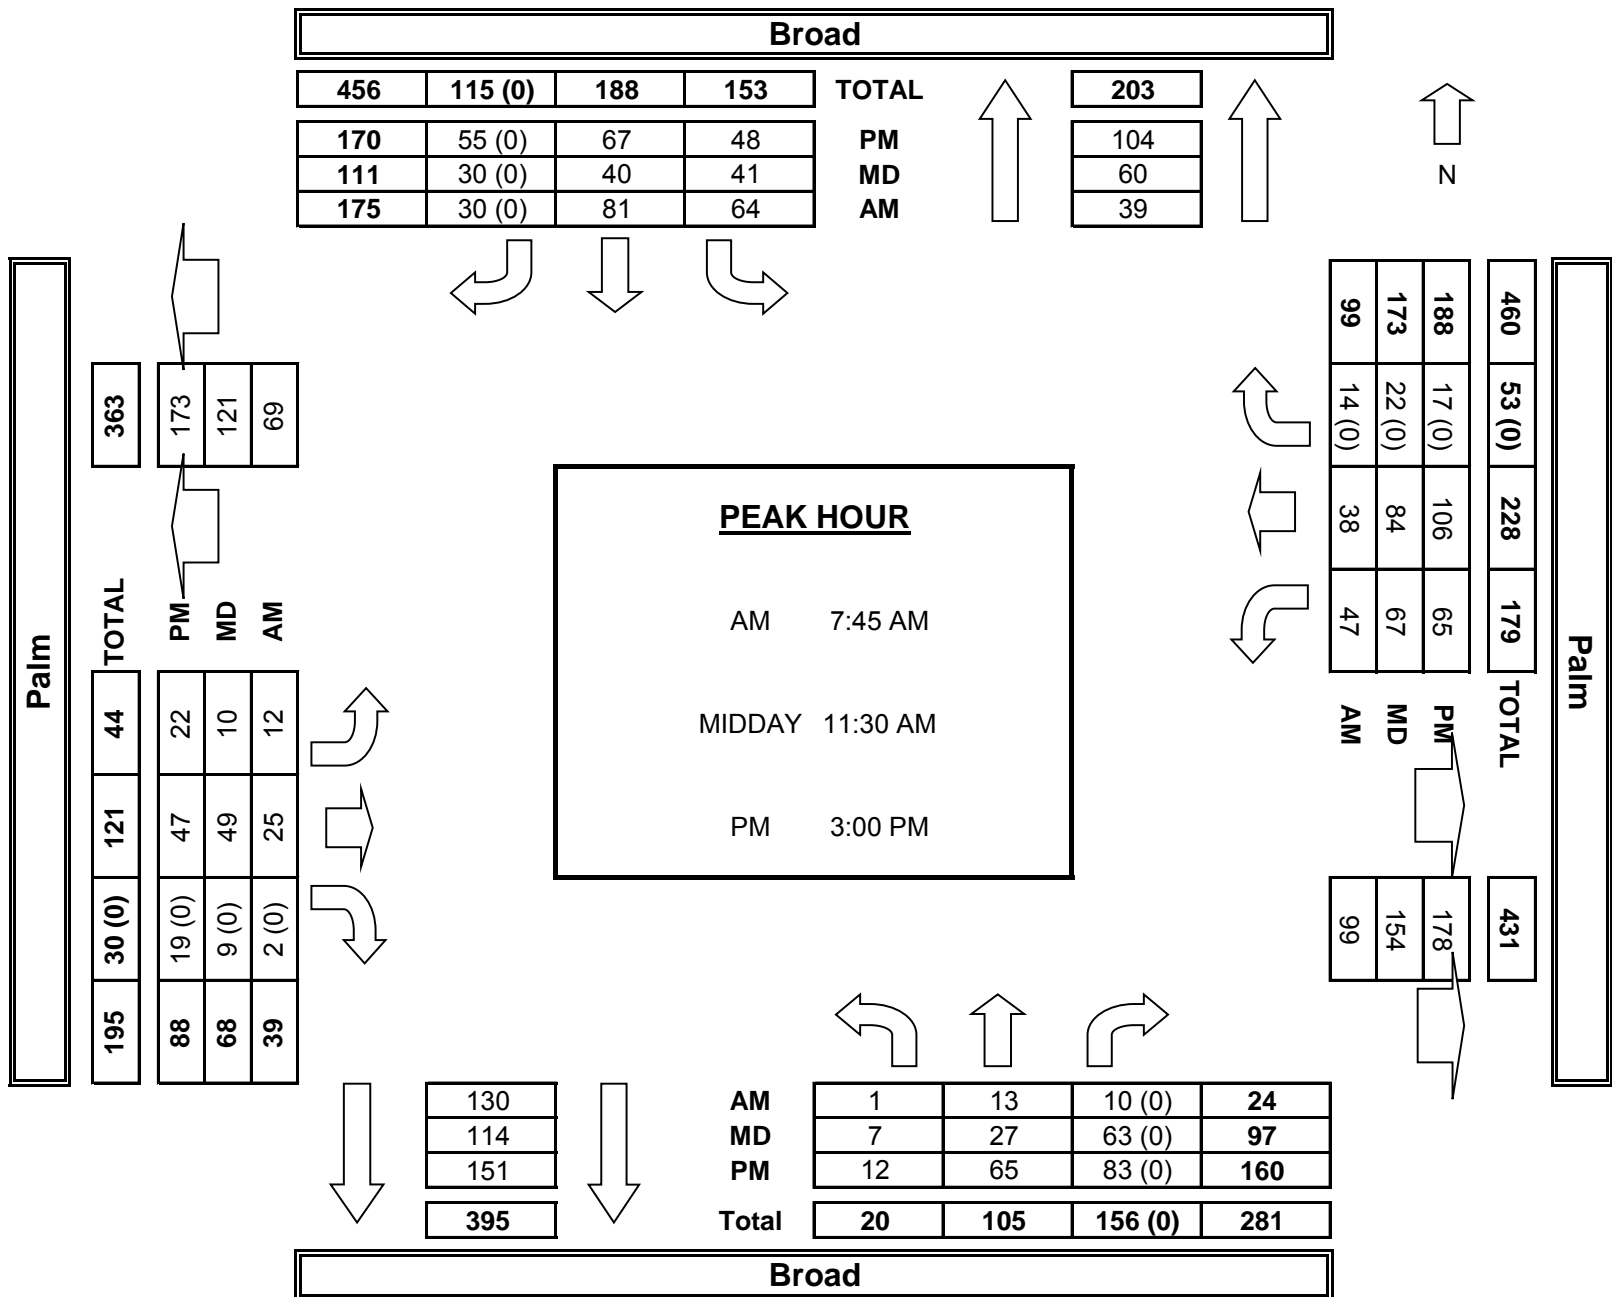 Broad
456 115 (0) 188 153 TOTAL 203
170 55 (0) 67 48 PM 104
111 30 (0) 40 41 MD 60
175 30 (0) 81 64 AM 39
N
Palm
363 173 121 69
TOTAL PM MD AM
44 22 10 12
121 47 49 25
30 (0) 19 (0) 9 (0) 2 (0)
195 88 68 39
PEAK HOUR
AM 7:45 AM
MIDDAY 11:30 AM
PM 3:00 PM
99 173 188 460
14 (0) 22 (0) 17 (0) 53 (0)
38 84 106 228
47 67 65 179
AM MD PM TOTAL
99 154 178 431
Palm
130 AM 1 13 10 (0) 24
114 MD 7 27 63 (0) 97
151 PM 12 65 83 (0) 160
395 Total 20 105 156 (0) 281
Broad